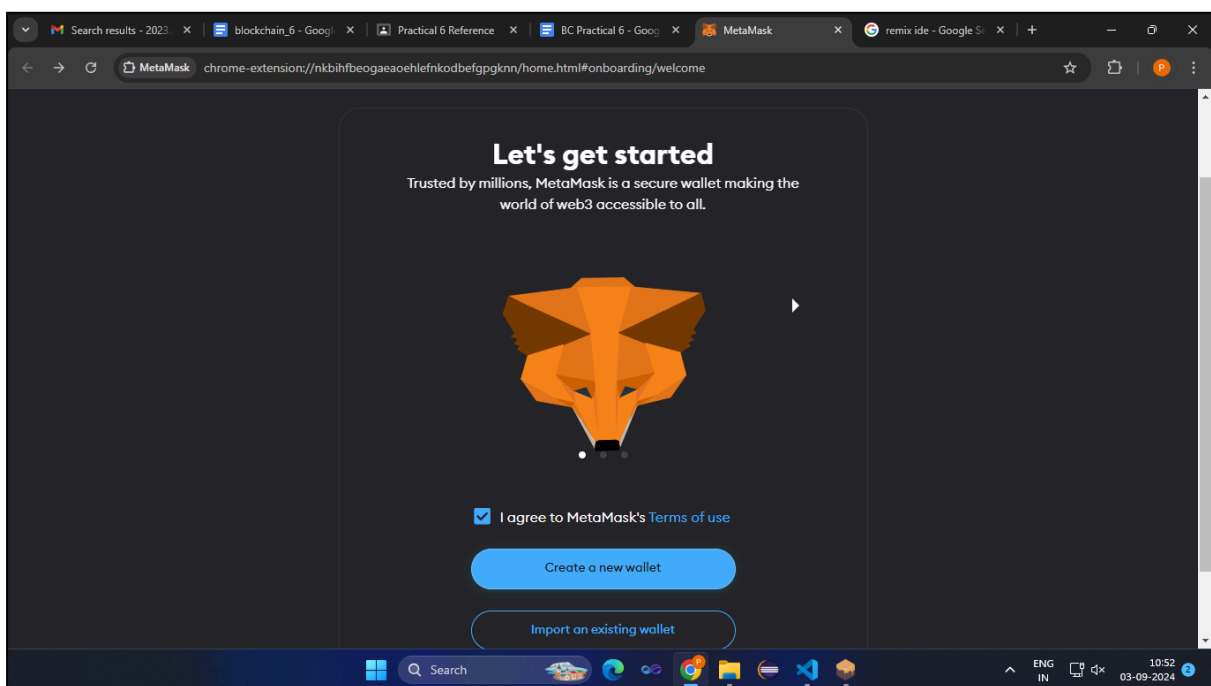 Search results - 2023.
blockchain_6 - Googl
Practical 6 Reference
BC Practical 6 - Goog
MetaMask
remix ide - Google Se
MetaMask
chrome-extension://nkbihfbeogaeaoehlefnkodbefgpgknn/home.html#onboarding/welcome
P
Let's get started
Trusted by millions, MetaMask is a secure wallet making the
world of web3 accessible to all.
I agree to MetaMask's Terms of use
Create a new wallet
Import an existing wallet
Search
P
ENG
IN
10:52
03-09-2024
2